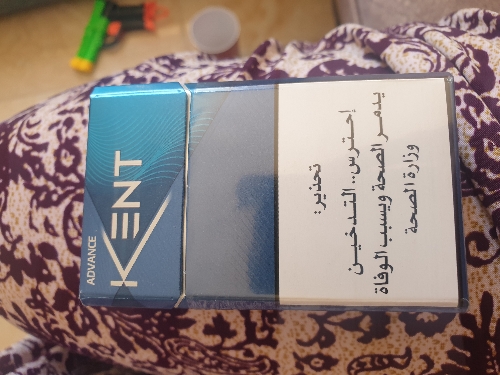 KENT
ADVANCE
تحذير:
إحترس.. التدخين
يدمر الصحة ويسبب الوفاة
وزارة الصحة